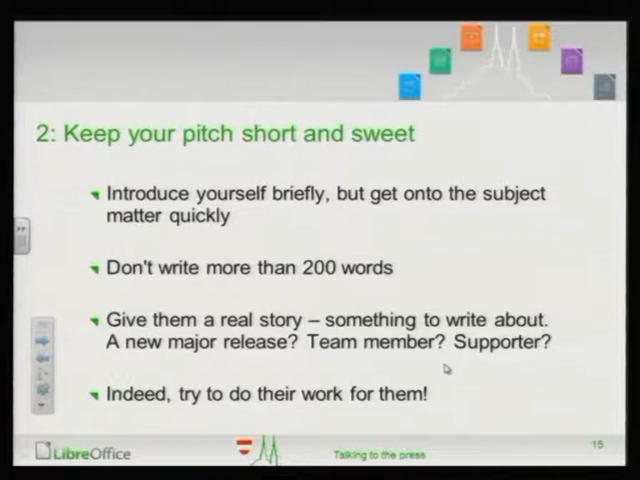 2: Keep your pitch short and sweet
Introduce yourself briefly, but get onto the subject
matter quickly
Don't write more than 200 words
Give them a real story – something to write about.
A new major release? Team member? Supporter?
Indeed, try to do their work for them!
LibreOffice
Talking to the press
15